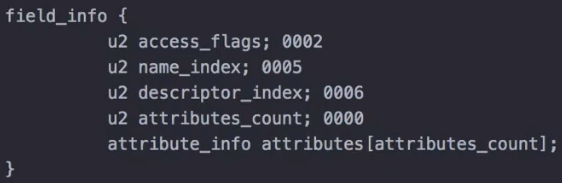 field_info {
u2 access_flags; 0002
u2 name_index; 0005
u2 descriptor_index; 0006
u2 attributes_count; 0000
attribute_info attributes[attributes_count];
}